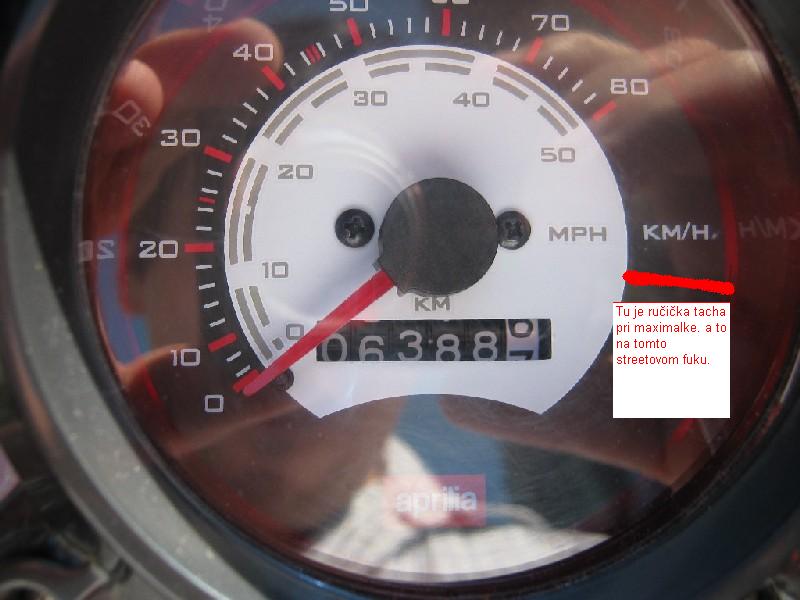 50
60
70
40
80
30
40
30
50
20
MPH
KM/H
20
10
KM
0
06388
10
0
Tu je ručička tacha
pri maximalke. a to
na tomto
streetovom fuku.
aprilia